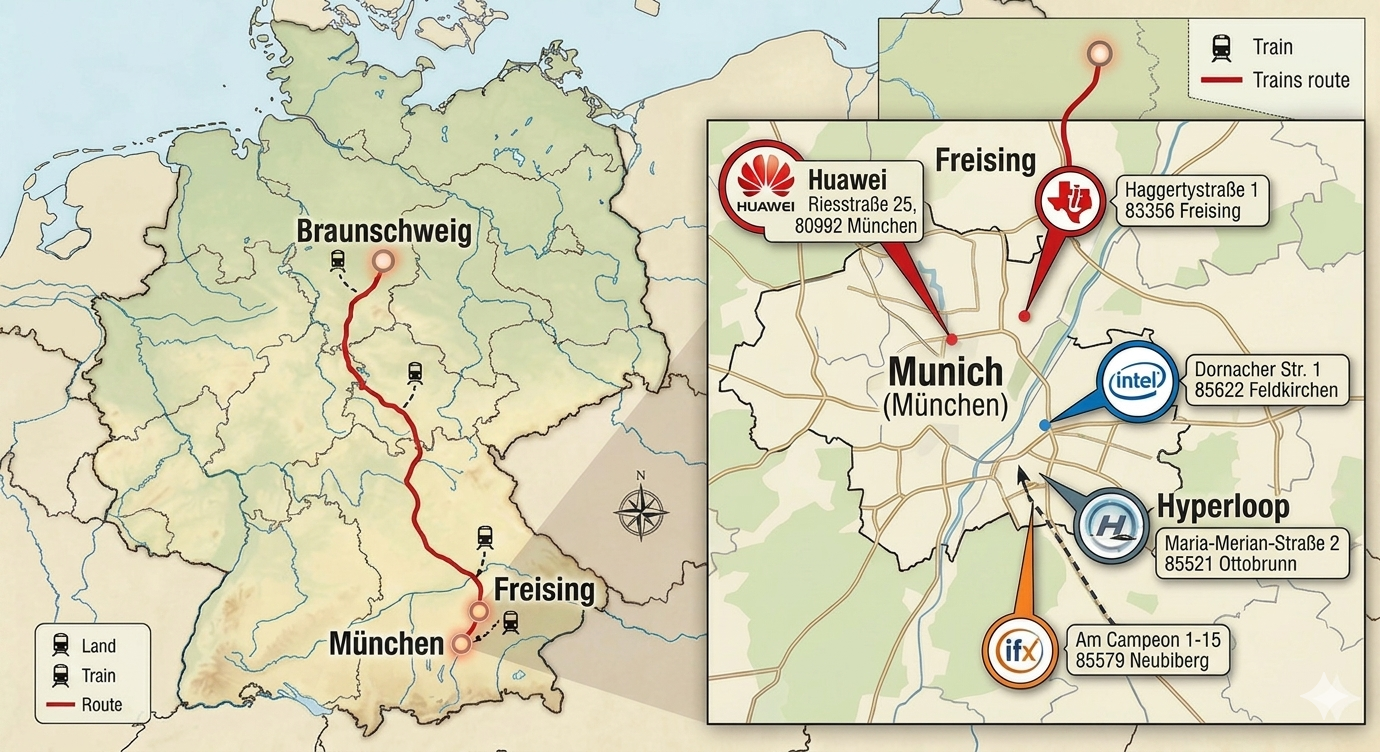 Braunschweig
Freising
München
Land
Train
Route
N
Train
Trains route
HUAWEI
Huawei
Riesstraße 25,
80992 München
Freising
ti
Haggertystraße 1
83356 Freising
Munich
(München)
intel
Dornacher Str. 1
85622 Feldkirchen
H
Hyperloop
Maria-Merian-Straße 2
85521 Ottobrunn
ifx
Am Campeon 1-15
85579 Neubiberg